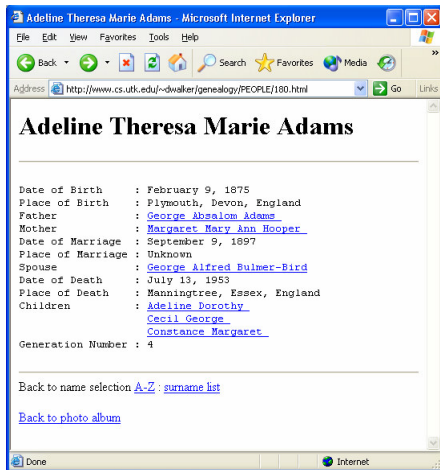 Adeline Theresa Marie Adams - Microsoft Internet Explorer
File Edit View Favorites Tools Help
Back Search Favorites Media »
Address http://www.cs.utk.edu/~dwalker/genealogy/PEOPLE/180.html Go Links
Adeline Theresa Marie Adams
Date of Birth : February 9, 1875
Place of Birth : Plymouth, Devon, England
Father : George Absalom Adams
Mother : Margaret Mary Ann Hooper
Date of Marriage : September 9, 1897
Place of Marriage : Unknown
Spouse : George Alfred Bulmer-Bird
Date of Death : July 13, 1953
Place of Death : Manningtree, Essex, England
Children : Adeline Dorothy
Cecil George
Constance Margaret
Generation Number : 4
Back to name selection A-Z : surname list
Back to photo album
Done Internet